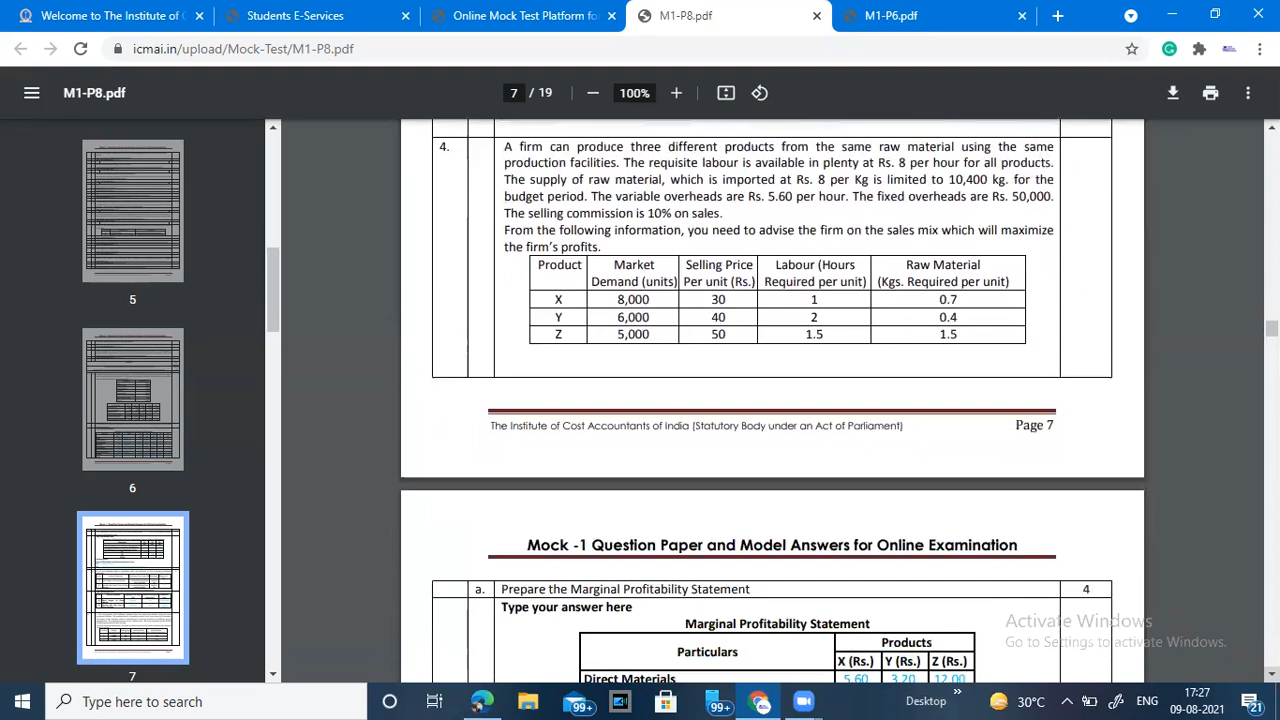 Welcome to The Institute of C
Students E-Services
Online Mock Test Platform for
M1-P8.pdf
M1-P6.pdf
icmai.in/upload/Mock-Test/M1-P8.pdf
M1-P8.pdf
7 / 19
100%
5
6
7
4. A firm can produce three different products from the same raw material using the same
production facilities. The requisite labour is available in plenty at Rs. 8 per hour for all products.
The supply of raw material, which is imported at Rs. 8 per Kg is limited to 10,400 kg. for the
budget period. The variable overheads are Rs. 5.60 per hour. The fixed overheads are Rs. 50,000.
The selling commission is 10% on sales.
From the following information, you need to advise the firm on the sales mix which will maximize
the firm's profits.
Product Market Selling Price Labour (Hours Raw Material
Demand (units) Per unit (Rs.) Required per unit) (Kgs. Required per unit)
X 8,000 30 1 0.7
Y 6,000 40 2 0.4
Z 5,000 50 1.5 1.5
The Institute of Cost Accountants of India (Statutory Body under an Act of Parliament) Page 7
Mock -1 Question Paper and Model Answers for Online Examination
a. Prepare the Marginal Profitability Statement 4
Type your answer here
Marginal Profitability Statement
Particulars Products
X (Rs.) Y (Rs.) Z (Rs.)
Direct Materials 5.60 3.20 12.00
Activate Windows
Go to Settings to activate Windows.
Type here to search
99+
99+
Desktop
30°C
ENG
17:27
09-08-2021
21